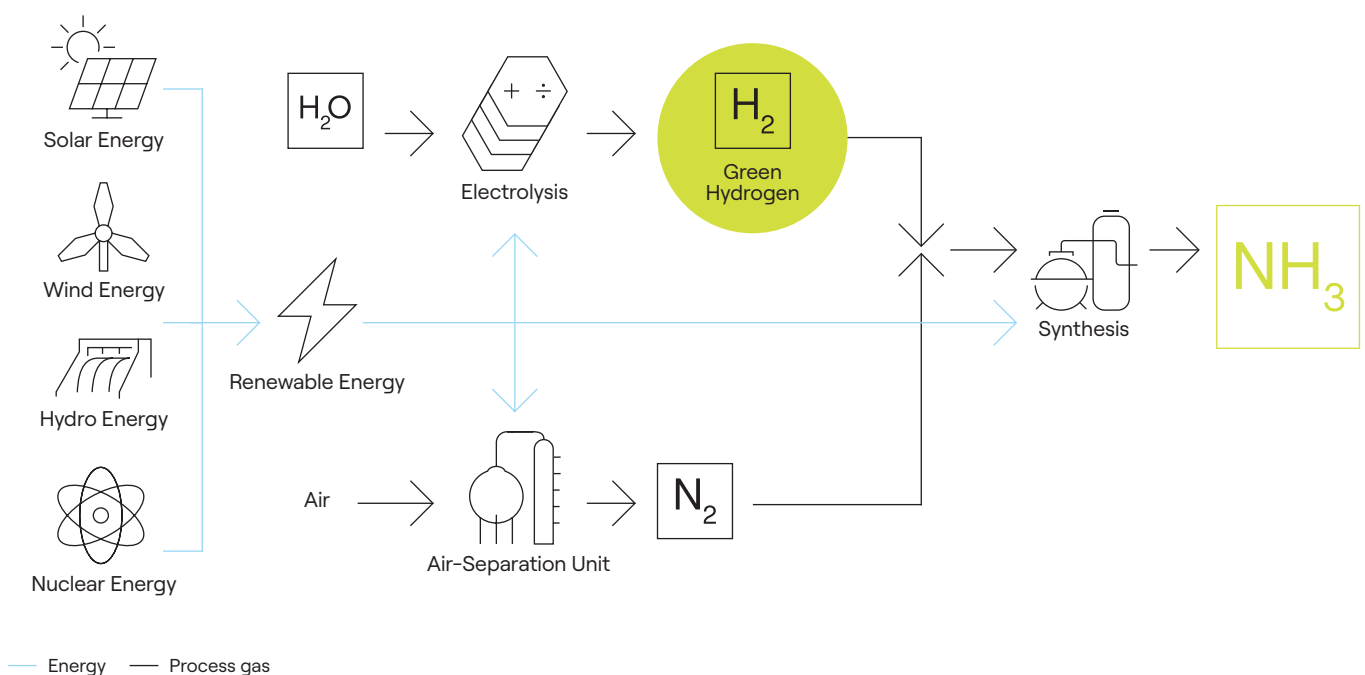 Solar Energy
Wind Energy
Hydro Energy
Nuclear Energy
Renewable Energy
H₂O
+ ÷
Electrolysis
H₂
Green
Hydrogen
Air
Air-Separation Unit
N₂
Synthesis
NH₃
Energy
Process gas